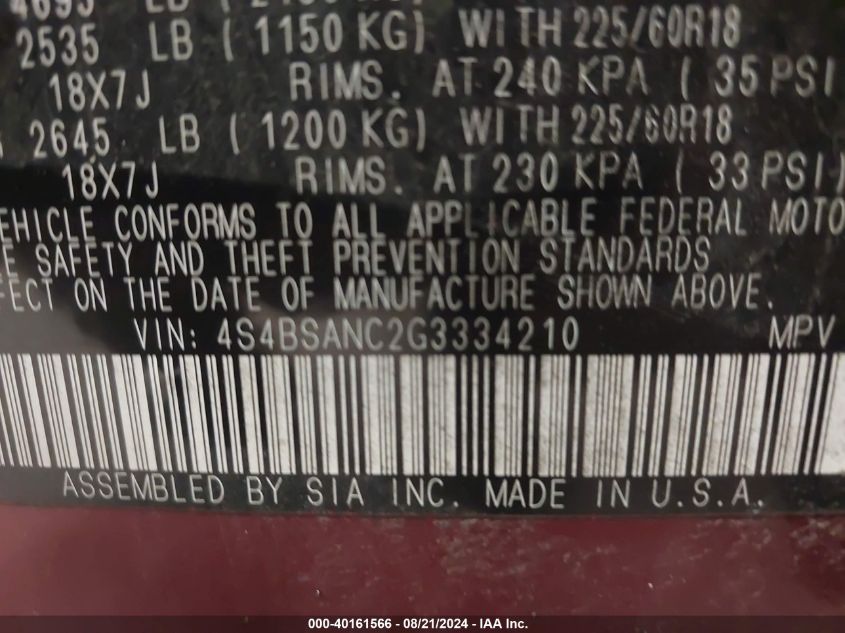 2535 LB ( 1150 KG) WITH 225/60R18
18X7J RIMS. AT 240 KPA ( 35 PSI
2645 LB ( 1200 KG) WITH 225/60R18
18X7J RIMS. AT 230 KPA ( 33 PSI)
EHICLE CONFORMS TO ALL APPLICABLE FEDERAL MOTO
E SAFETY AND THEFT PREVENTION STANDARDS
FECT ON THE DATE OF MANUFACTURE SHOWN ABOVE.
VIN: 4S4BSANC2G3334210 MPV
ASSEMBLED BY SIA INC. MADE IN U.S.A.
000-40161566 - 08/21/2024 - IAA Inc.